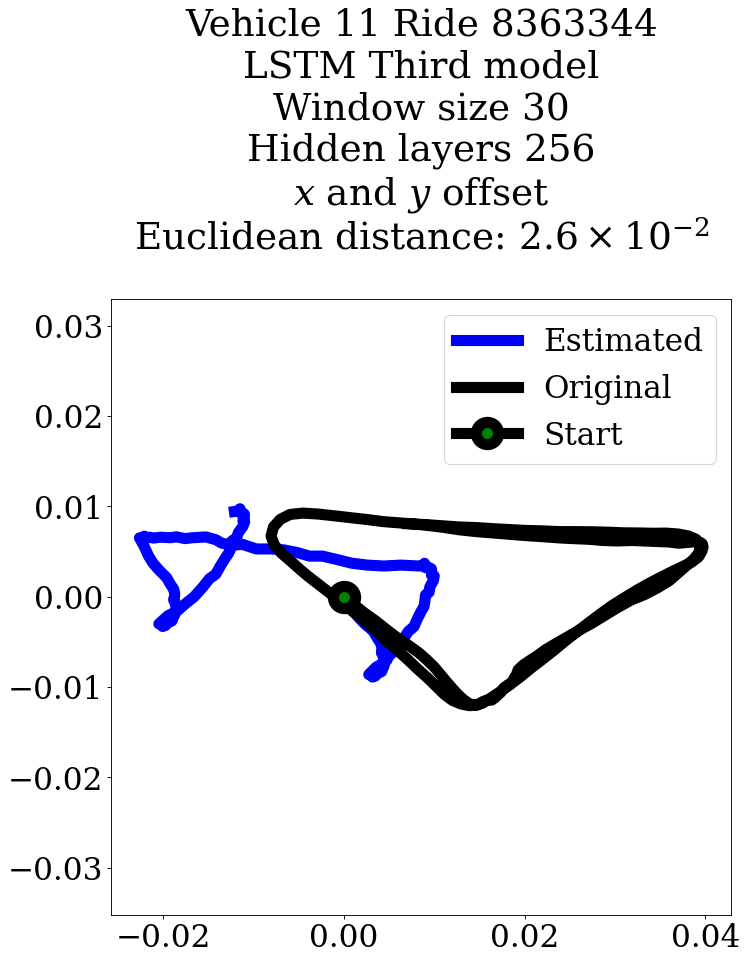 Vehicle 11 Ride 8363344
LSTM Third model
Window size 30
Hidden layers 256
x and y offset
Euclidean distance: 2.6 × 10⁻²
Estimated
Original
Start
0.03
0.02
0.01
0.00
−0.01
−0.02
−0.03
−0.02 0.00 0.02 0.04